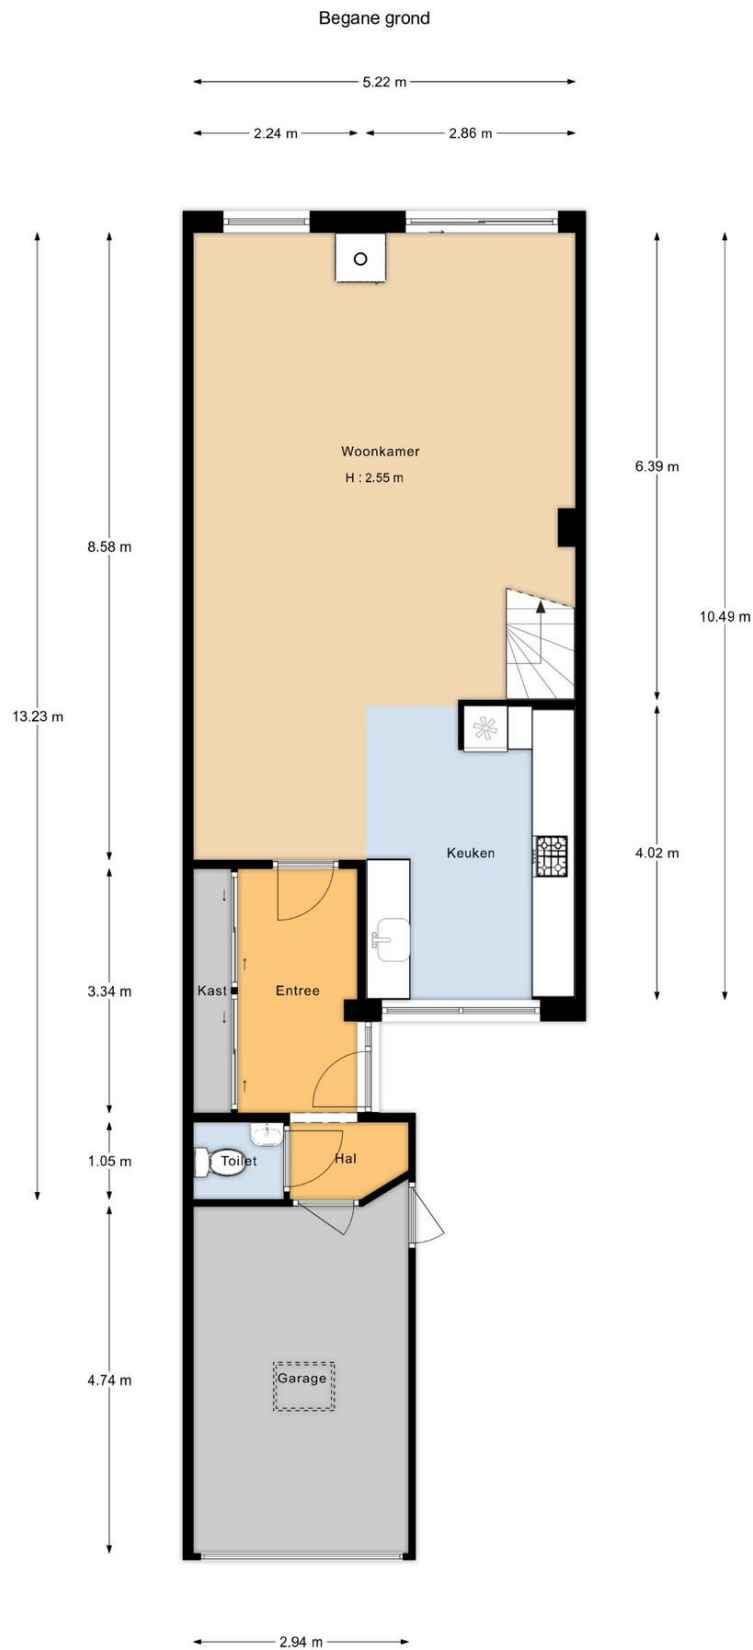 Begane grond
5.22 m
2.24 m
2.86 m
Woonkamer
H : 2.55 m
6.39 m
8.58 m
10.49 m
13.23 m
Keuken
4.02 m
Kast
Entree
3.34 m
Toilet
Hal
1.05 m
Garage
4.74 m
2.94 m